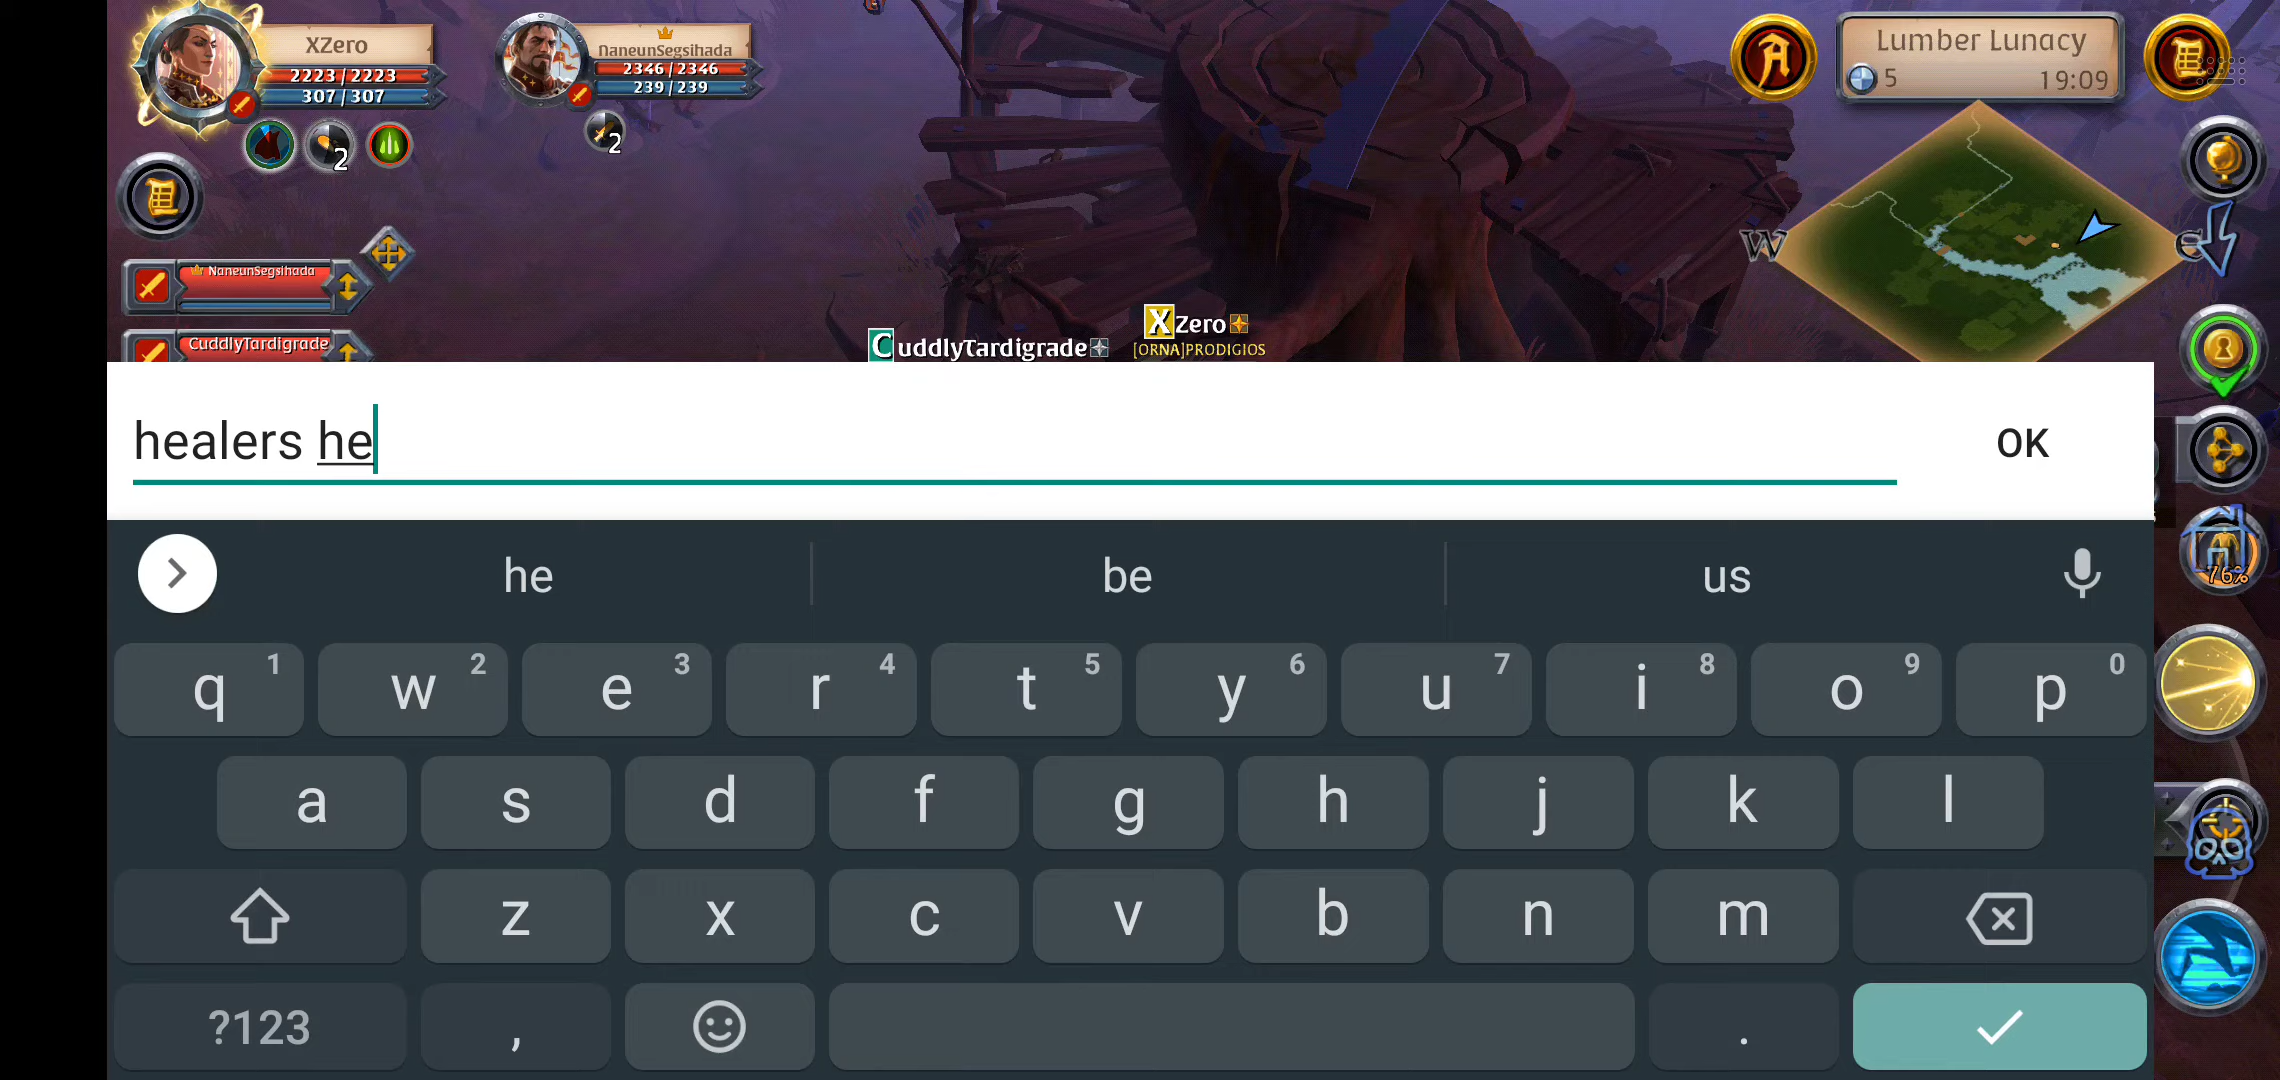 XZero
2223 / 2223
307 / 307
2
NaneunSegsihada
2346 / 2346
239 / 239
2
Lumber Lunacy
5 19:09
W
NaneunSegsihada
CuddlyTardigrade
CuddlyTardigrade
XZero
[ORNA]PRODIGIOS
76%
healers he
OK
he be us
q 1 w 2 e 3 r 4 t 5 y 6 u 7 i 8 o 9 p 0
a s d f g h j k l
z x c v b n m
?123 , .